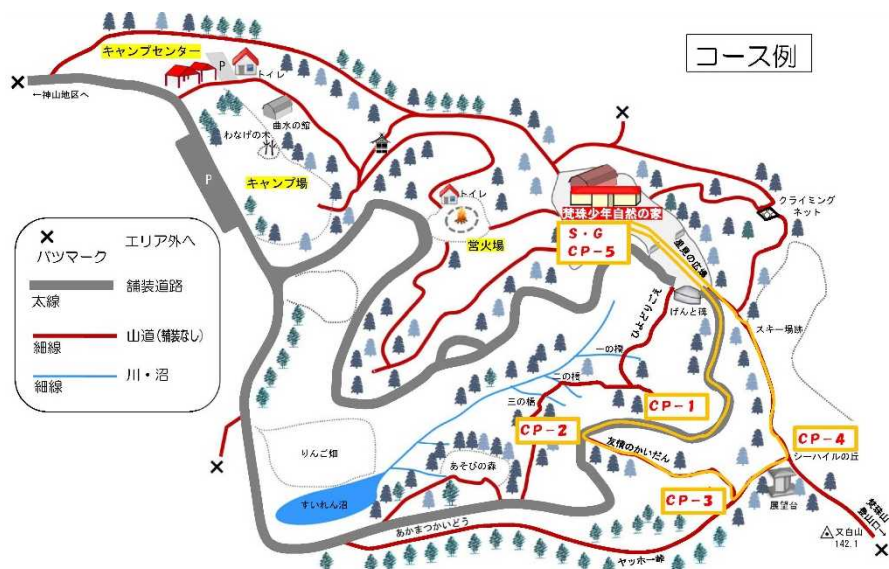 コース例
キャンプセンター
P
トイレ
←神山地区へ
曲水の館
わなげの木
キャンプ場
P
トイレ
営火場
クライミング
ネット
梵珠少年自然の家
S・G
CP-5
星見の広場
げんと碑
ひよどりごえ
スキー場跡
バツマーク
エリア外へ
太線
舗装道路
細線
山道(舗装なし)
細線
川・沼
一の橋
二の橋
三の橋
CP-1
CP-2
CP-4
シーハイルの丘
友情のかいだん
りんご畑
あそびの森
CP-3
展望台
すいれん沼
あかまつかいどう
梵珠山
登山口へ
又白山
142.1
ヤッホー峠